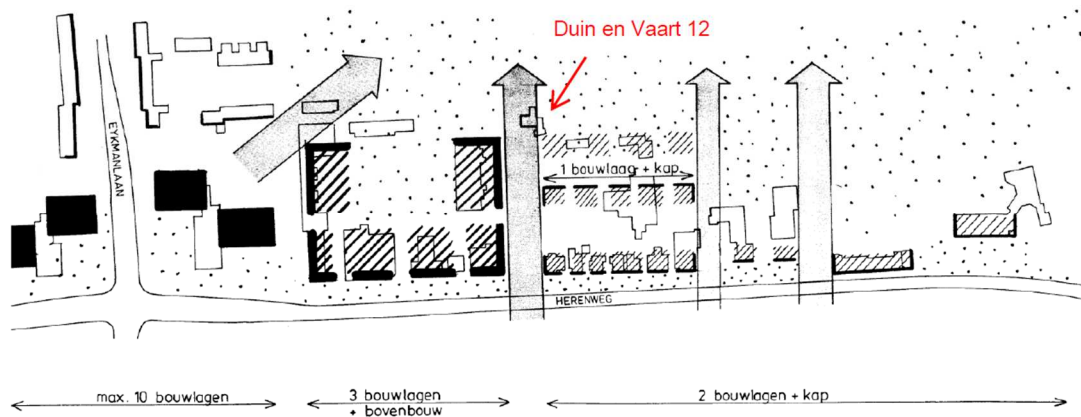 Duin en Vaart 12
EYKMANLAAN
1 bouwlaag + kap
HERENWEG
max. 10 bouwlagen
3 bouwlagen
+ bovenbouw
2 bouwlagen + kap